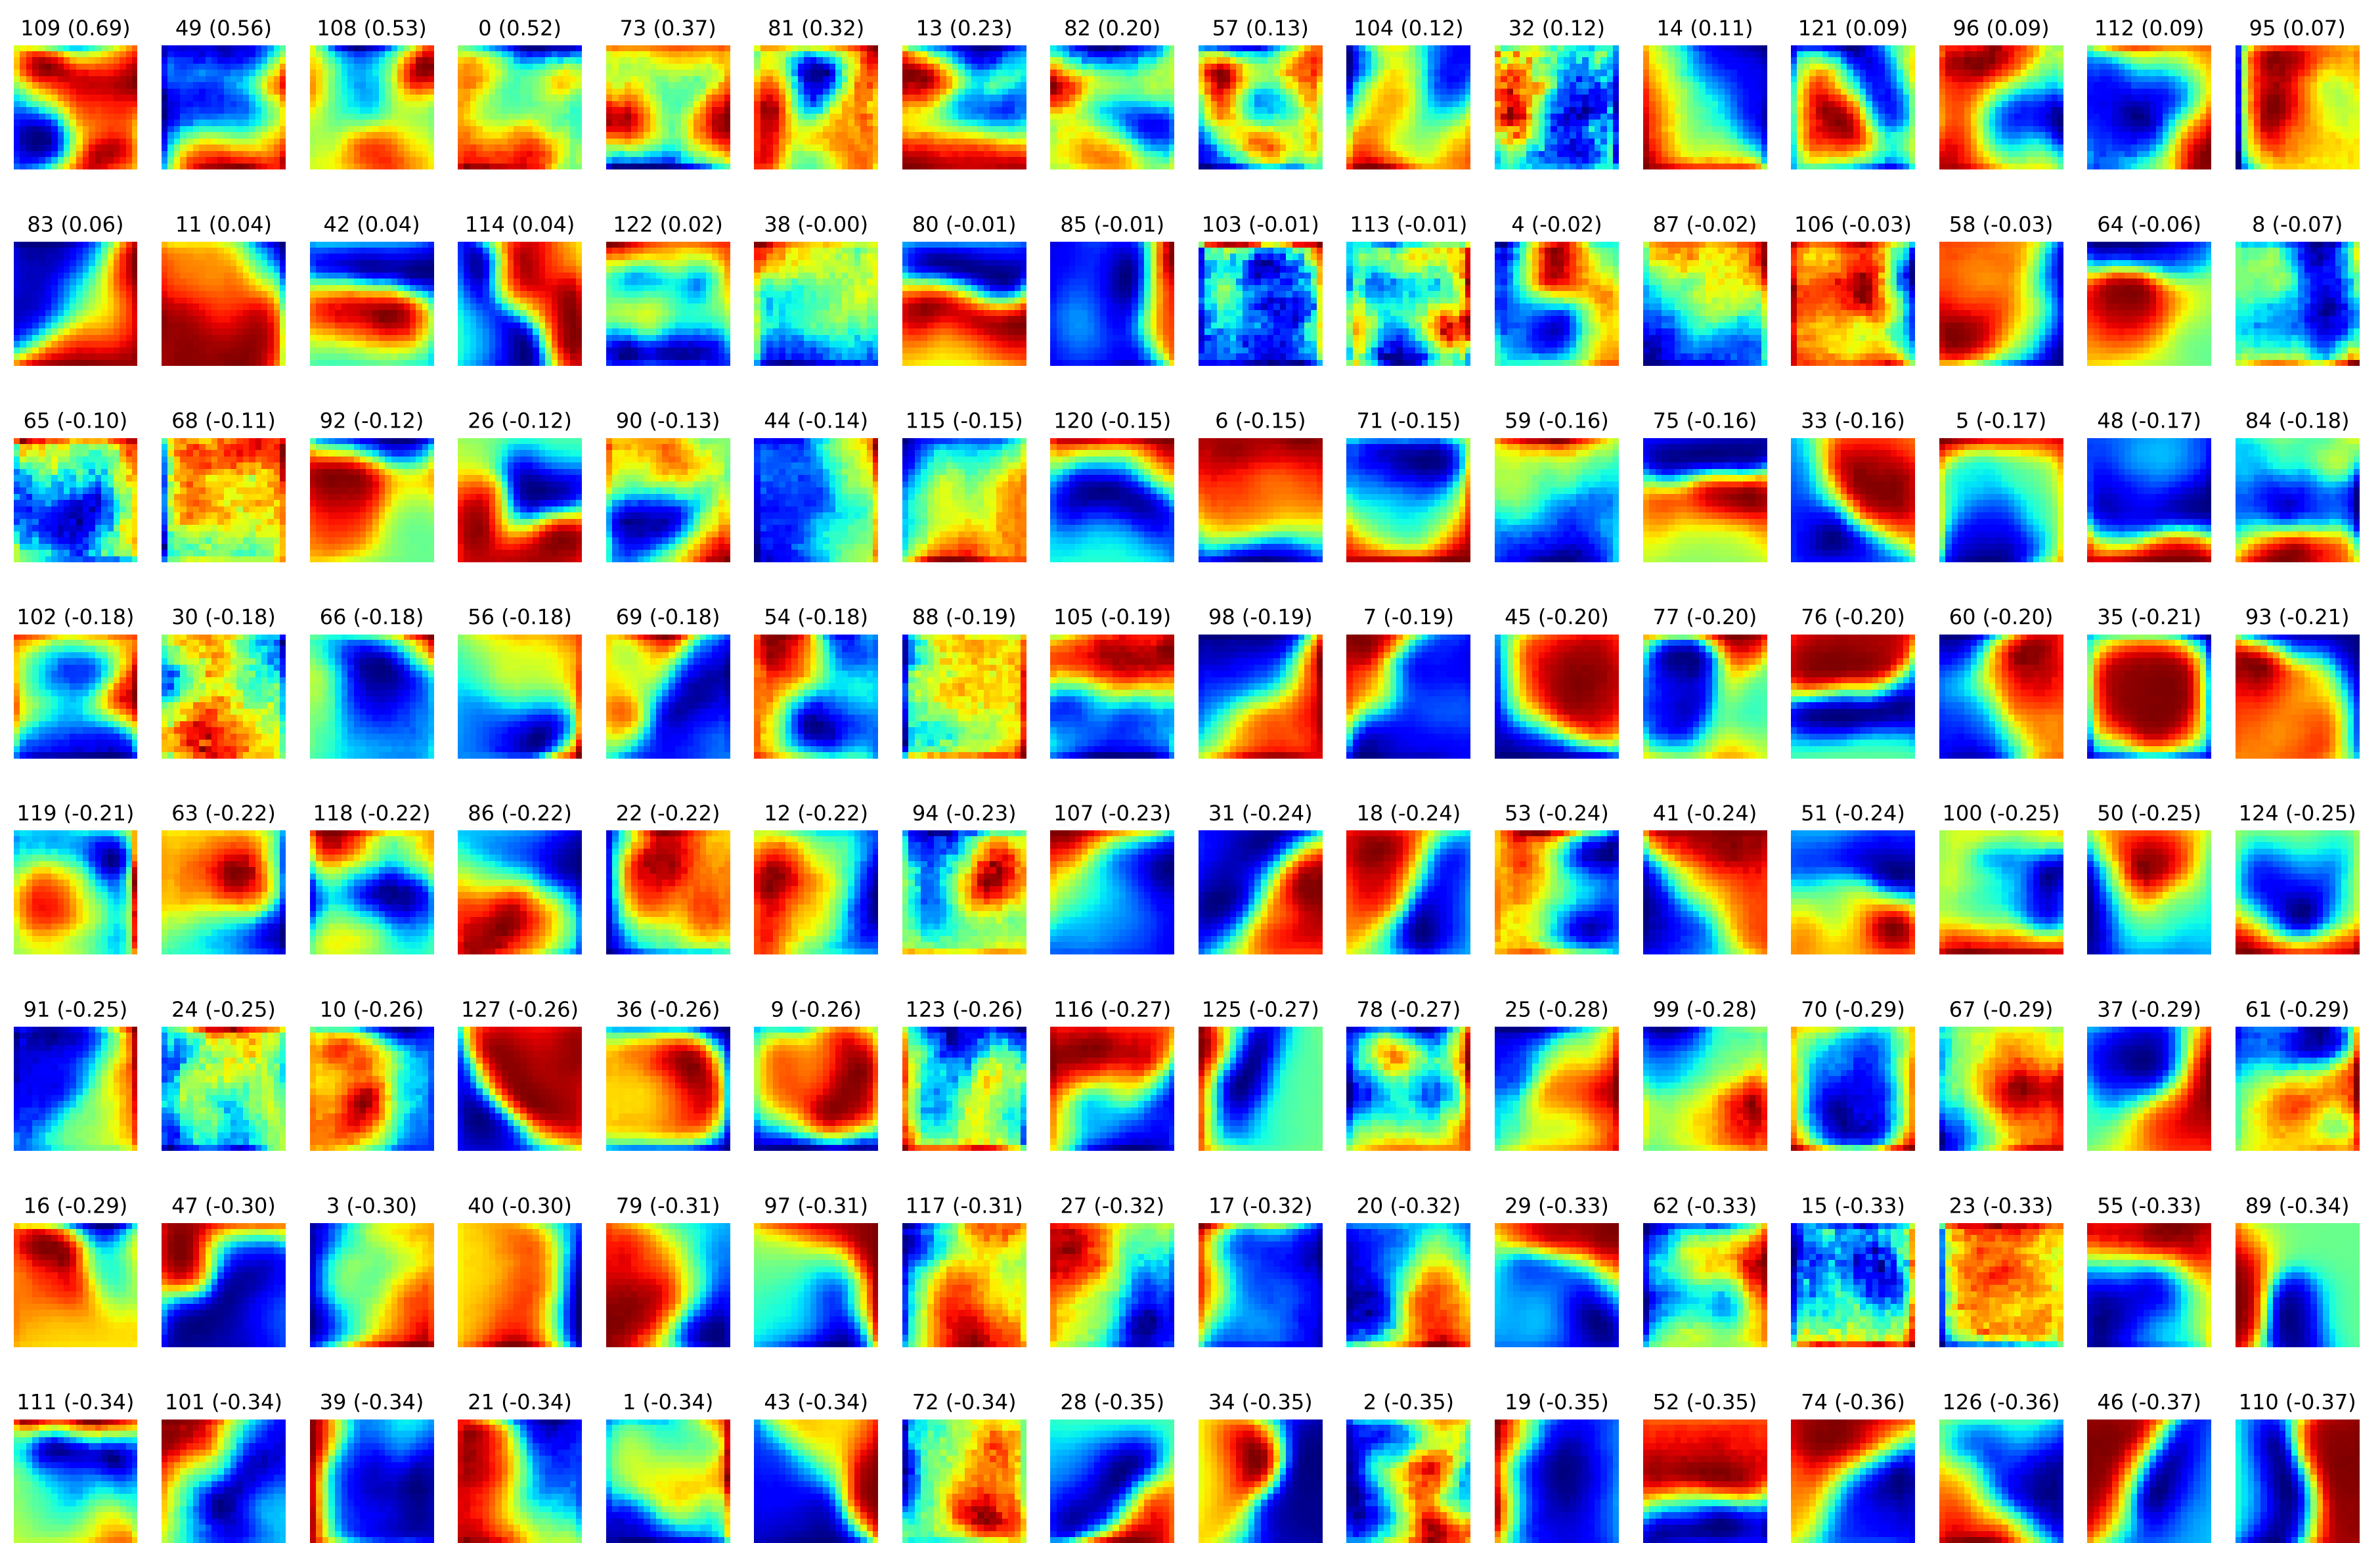 109 (0.69) 49 (0.56) 108 (0.53) 0 (0.52) 73 (0.37) 81 (0.32) 13 (0.23) 82 (0.20) 57 (0.13) 104 (0.12) 32 (0.12) 14 (0.11) 121 (0.09) 96 (0.09) 112 (0.09) 95 (0.07)
83 (0.06) 11 (0.04) 42 (0.04) 114 (0.04) 122 (0.02) 38 (-0.00) 80 (-0.01) 85 (-0.01) 103 (-0.01) 113 (-0.01) 4 (-0.02) 87 (-0.02) 106 (-0.03) 58 (-0.03) 64 (-0.06) 8 (-0.07)
65 (-0.10) 68 (-0.11) 92 (-0.12) 26 (-0.12) 90 (-0.13) 44 (-0.14) 115 (-0.15) 120 (-0.15) 6 (-0.15) 71 (-0.15) 59 (-0.16) 75 (-0.16) 33 (-0.16) 5 (-0.17) 48 (-0.17) 84 (-0.18)
102 (-0.18) 30 (-0.18) 66 (-0.18) 56 (-0.18) 69 (-0.18) 54 (-0.18) 88 (-0.19) 105 (-0.19) 98 (-0.19) 7 (-0.19) 45 (-0.20) 77 (-0.20) 76 (-0.20) 60 (-0.20) 35 (-0.21) 93 (-0.21)
119 (-0.21) 63 (-0.22) 118 (-0.22) 86 (-0.22) 22 (-0.22) 12 (-0.22) 94 (-0.23) 107 (-0.23) 31 (-0.24) 18 (-0.24) 53 (-0.24) 41 (-0.24) 51 (-0.24) 100 (-0.25) 50 (-0.25) 124 (-0.25)
91 (-0.25) 24 (-0.25) 10 (-0.26) 127 (-0.26) 36 (-0.26) 9 (-0.26) 123 (-0.26) 116 (-0.27) 125 (-0.27) 78 (-0.27) 25 (-0.28) 99 (-0.28) 70 (-0.29) 67 (-0.29) 37 (-0.29) 61 (-0.29)
16 (-0.29) 47 (-0.30) 3 (-0.30) 40 (-0.30) 79 (-0.31) 97 (-0.31) 117 (-0.31) 27 (-0.32) 17 (-0.32) 20 (-0.32) 29 (-0.33) 62 (-0.33) 15 (-0.33) 23 (-0.33) 55 (-0.33) 89 (-0.34)
111 (-0.34) 101 (-0.34) 39 (-0.34) 21 (-0.34) 1 (-0.34) 43 (-0.34) 72 (-0.34) 28 (-0.35) 34 (-0.35) 2 (-0.35) 19 (-0.35) 52 (-0.35) 74 (-0.36) 126 (-0.36) 46 (-0.37) 110 (-0.37)